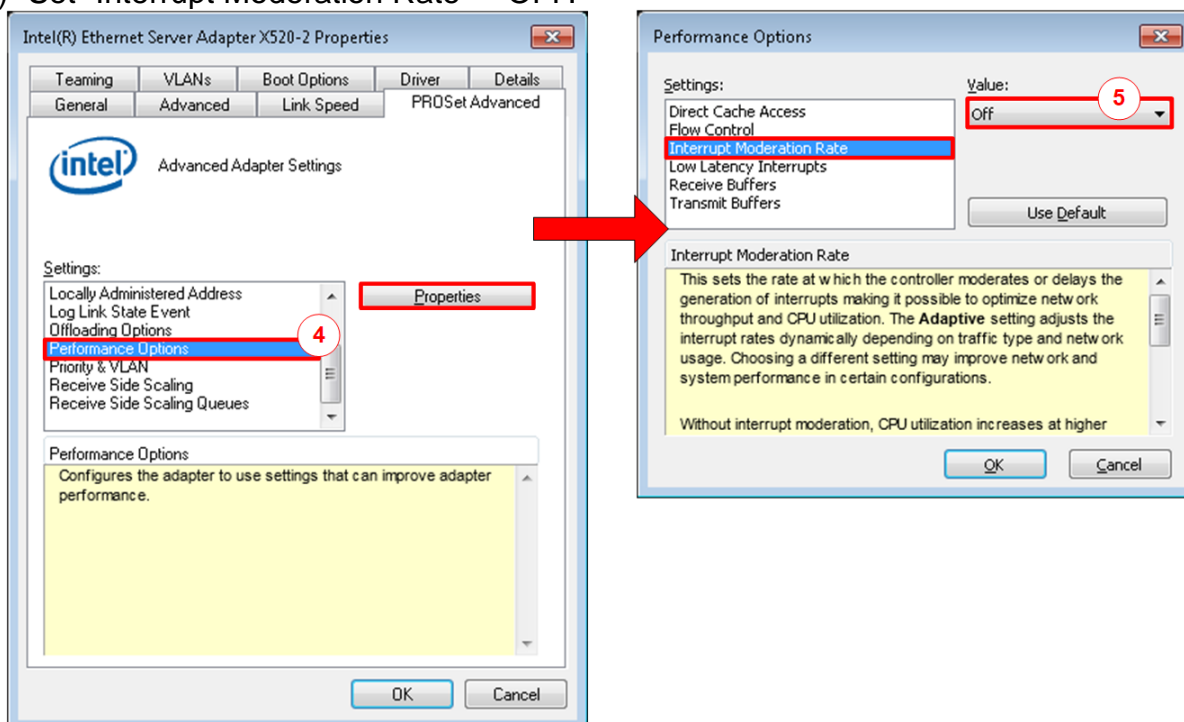 Set "Interrupt Moderation Rate"
Intel(R) Ethernet Server Adapter X520-2 Properties
Teaming VLANs Boot Options Driver Details
General Advanced Link Speed PROSet Advanced
intel
Advanced Adapter Settings
Settings:
Locally Administered Address
Log Link State Event
Offloading Options
Performance Options
4
Priority & VLAN
Receive Side Scaling
Receive Side Scaling Queues
Properties
Performance Options
Configures the adapter to use settings that can improve adapter
performance.
OK Cancel
Performance Options
Settings:
Direct Cache Access
Flow Control
Interrupt Moderation Rate
Low Latency Interrupts
Receive Buffers
Transmit Buffers
Value:
Off
5
Use Default
Interrupt Moderation Rate
This sets the rate at which the controller moderates or delays the
generation of interrupts making it possible to optimize network
throughput and CPU utilization. The Adaptive setting adjusts the
interrupt rates dynamically depending on traffic type and network
usage. Choosing a different setting may improve network and
system performance in certain configurations.
Without interrupt moderation, CPU utilization increases at higher
OK Cancel